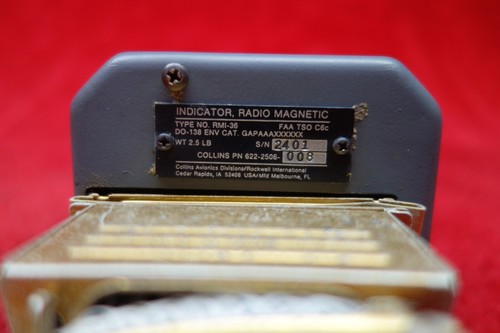 INDICATOR, RADIO MAGNETIC
TYPE NO. RMI-36 FAA TSO C6c
DO-138 ENV CAT. GAPAAAXXXXXX
WT 2.5 LB S/N 2401
COLLINS PN 622-2506-008
Collins Avionics Divisions/Rockwell International
Cedar Rapids, IA 52406 USA/Mfd Melbourne, FL